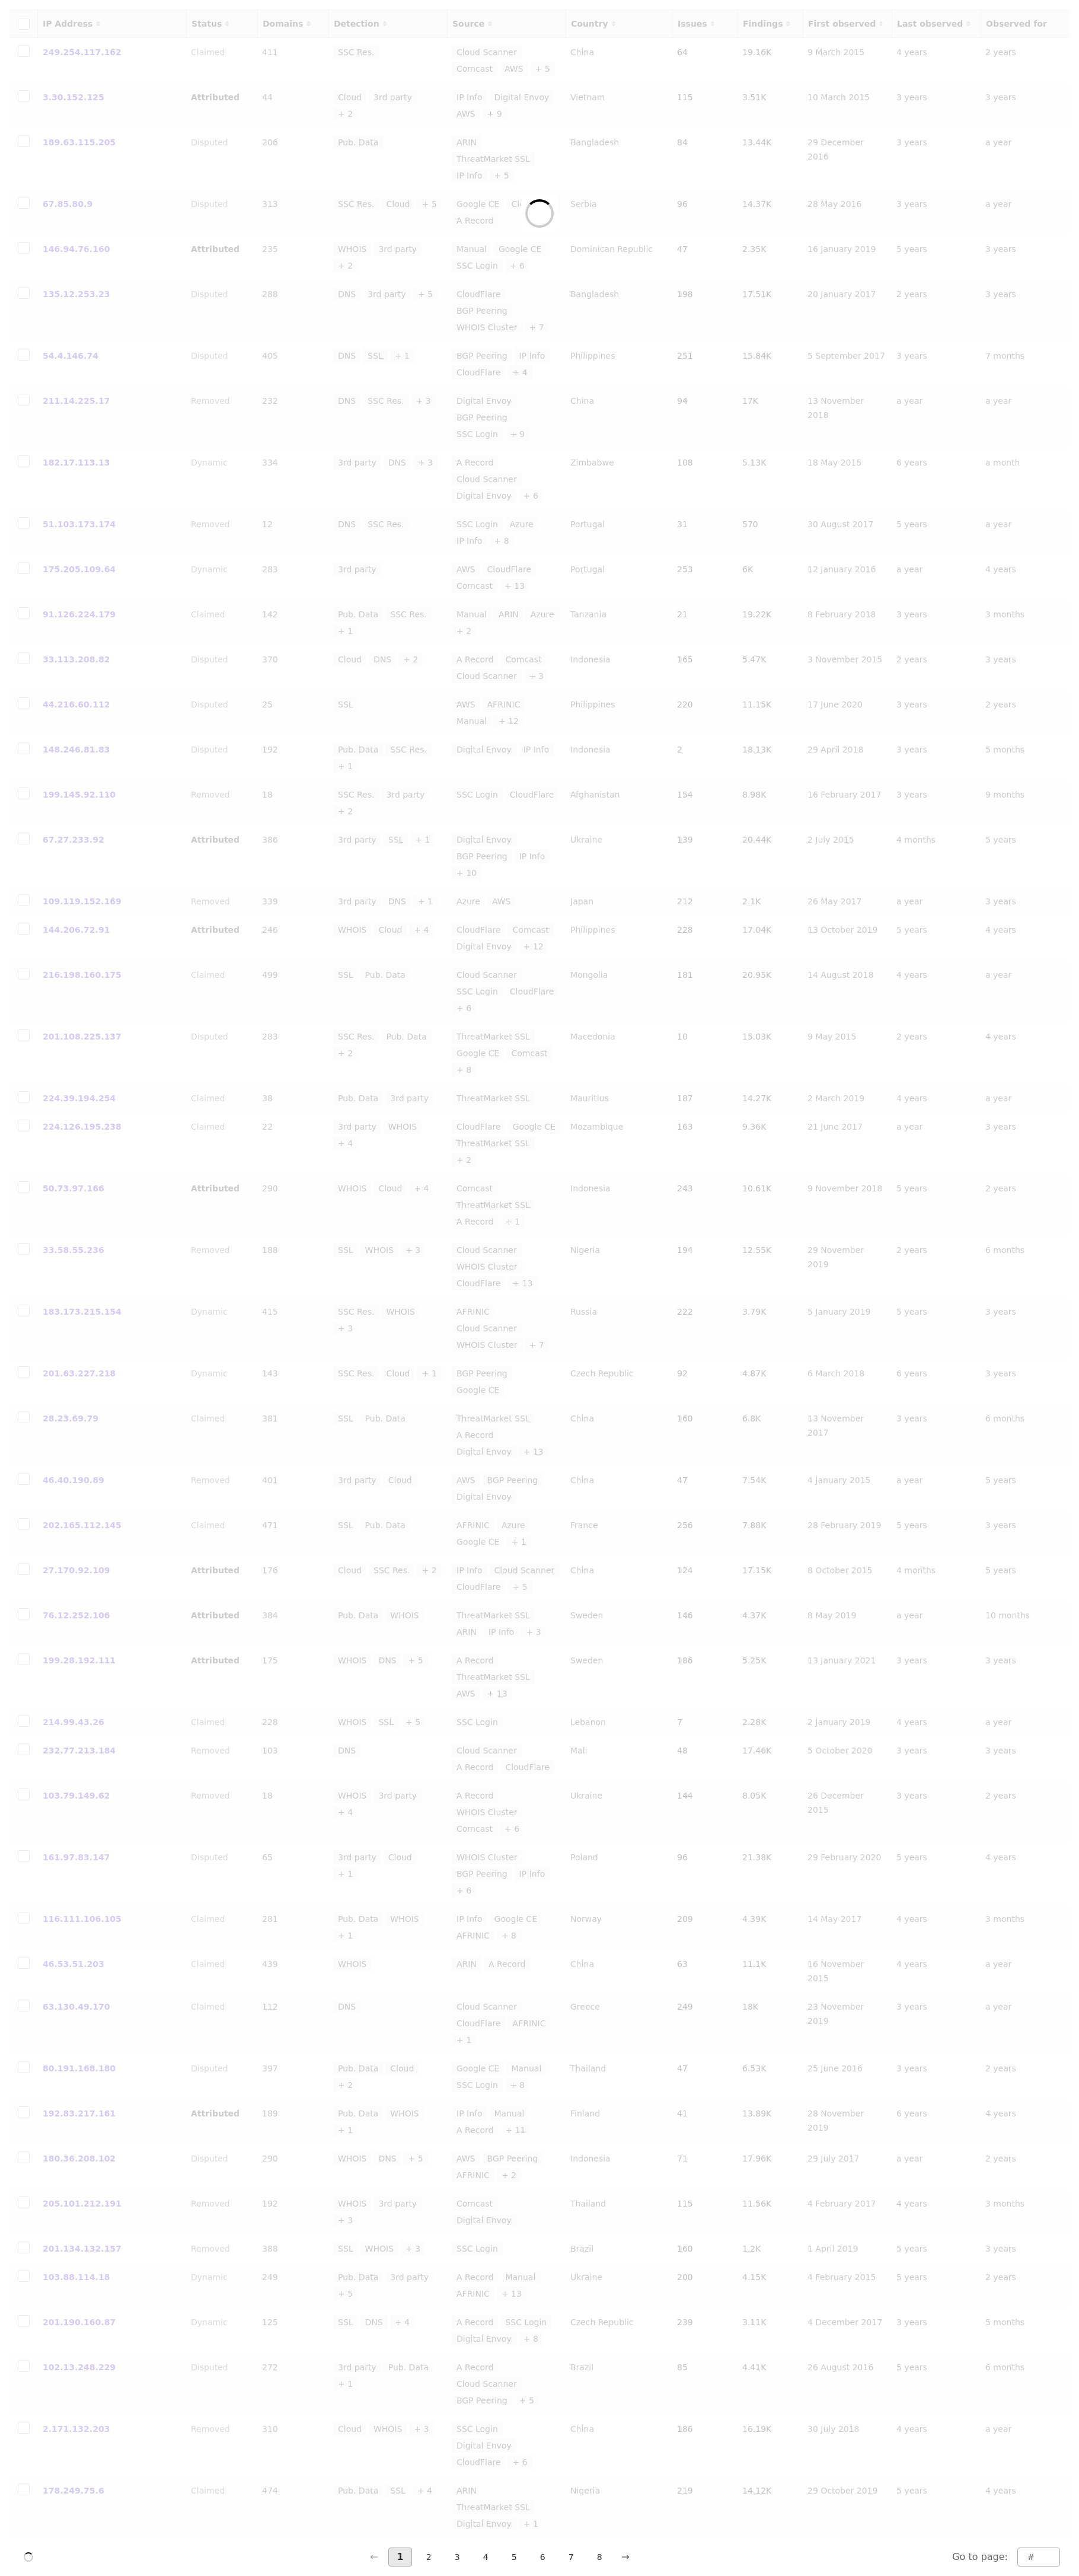 IP Address Status Domains Detection Source Country Issues Findings First observed Last observed Observed for
249.254.117.162 Claimed 411 SSC Res. Cloud Scanner China 64 19.16K 9 March 2015 4 years 2 years
Comcast AWS + 5
3.30.152.125 Attributed 44 Cloud 3rd party IP Info Digital Envoy Vietnam 115 3.51K 10 March 2015 3 years 3 years
+ 2 AWS + 9
189.63.115.205 Disputed 206 Pub. Data ARIN Bangladesh 84 13.44K 29 December 3 years a year
ThreatMarket SSL 2016
IP Info + 5
67.85.80.9 Disputed 313 SSC Res. Cloud + 5 Google CE Serbia 96 14.37K 28 May 2016 3 years a year
A Record
146.94.76.160 Attributed 235 WHOIS 3rd party Manual Google CE Dominican Republic 47 2.35K 16 January 2019 5 years 3 years
+ 2 SSC Login + 6
135.12.253.23 Disputed 288 DNS 3rd party + 5 CloudFlare Bangladesh 198 17.51K 20 January 2017 2 years 3 years
BGP Peering
WHOIS Cluster + 7
54.4.146.74 Disputed 405 DNS SSL + 1 BGP Peering IP Info Philippines 251 15.84K 5 September 2017 3 years 7 months
CloudFlare + 4
211.14.225.17 Removed 232 DNS SSC Res. + 3 Digital Envoy China 94 17K 13 November a year a year
BGP Peering 2018
SSC Login + 9
182.17.113.13 Dynamic 334 3rd party DNS + 3 A Record Zimbabwe 108 5.13K 18 May 2015 6 years a month
Cloud Scanner
Digital Envoy + 6
51.103.173.174 Removed 12 DNS SSC Res. SSC Login Azure Portugal 31 570 30 August 2017 5 years a year
IP Info + 8
175.205.109.64 Dynamic 283 3rd party AWS CloudFlare Portugal 253 6K 12 January 2016 a year 4 years
Comcast + 13
91.126.224.179 Claimed 142 Pub. Data SSC Res. Manual ARIN Azure Tanzania 21 19.22K 8 February 2018 3 years 3 months
+ 1 + 2
33.113.208.82 Disputed 370 Cloud DNS + 2 A Record Comcast Indonesia 165 5.47K 3 November 2015 2 years 3 years
Cloud Scanner + 3
44.216.60.112 Disputed 25 SSL AWS AFRINIC Philippines 220 11.15K 17 June 2020 3 years 2 years
Manual + 12
148.246.81.83 Disputed 192 Pub. Data SSC Res. Digital Envoy IP Info Indonesia 2 18.13K 29 April 2018 3 years 5 months
+ 1
199.145.92.110 Removed 18 SSC Res. 3rd party SSC Login CloudFlare Afghanistan 154 8.98K 16 February 2017 3 years 9 months
+ 2
67.27.233.92 Attributed 386 3rd party SSL + 1 Digital Envoy Ukraine 139 20.44K 2 July 2015 4 months 5 years
BGP Peering IP Info
+ 10
109.119.152.169 Removed 339 3rd party DNS + 1 Azure AWS Japan 212 2.1K 26 May 2017 a year 3 years
144.206.72.91 Attributed 246 WHOIS Cloud + 4 CloudFlare Comcast Philippines 228 17.04K 13 October 2019 5 years 4 years
Digital Envoy + 12
216.198.160.175 Claimed 499 SSL Pub. Data Cloud Scanner Mongolia 181 20.95K 14 August 2018 4 years a year
SSC Login CloudFlare
+ 6
201.108.225.137 Disputed 283 SSC Res. Pub. Data ThreatMarket SSL Macedonia 10 15.03K 9 May 2015 2 years 4 years
+ 2 Google CE Comcast
+ 8
224.39.194.254 Claimed 38 Pub. Data 3rd party ThreatMarket SSL Mauritius 187 14.27K 2 March 2019 4 years a year
224.126.195.238 Claimed 22 3rd party WHOIS CloudFlare Google CE Mozambique 163 9.36K 21 June 2017 a year 3 years
+ 4 ThreatMarket SSL
+ 2
50.73.97.166 Attributed 290 WHOIS Cloud + 4 Comcast Indonesia 243 10.61K 9 November 2018 5 years 2 years
ThreatMarket SSL
A Record + 1
33.58.55.236 Removed 188 SSL WHOIS + 3 Cloud Scanner Nigeria 194 12.55K 29 November 2 years 6 months
WHOIS Cluster 2019
CloudFlare + 13
183.173.215.154 Dynamic 415 SSC Res. WHOIS AFRINIC Russia 222 3.79K 5 January 2019 5 years 3 years
+ 3 Cloud Scanner
WHOIS Cluster + 7
201.63.227.218 Dynamic 143 SSC Res. Cloud + 1 BGP Peering Czech Republic 92 4.87K 6 March 2018 6 years 3 years
Google CE
28.23.69.79 Claimed 381 SSL Pub. Data ThreatMarket SSL China 160 6.8K 13 November 3 years 6 months
A Record 2017
Digital Envoy + 13
46.40.190.89 Removed 401 3rd party Cloud AWS BGP Peering China 47 7.54K 4 January 2015 a year 5 years
Digital Envoy
202.165.112.145 Claimed 471 SSL Pub. Data AFRINIC Azure France 256 7.88K 28 February 2019 5 years 3 years
Google CE + 1
27.170.92.109 Attributed 176 Cloud SSC Res. + 2 IP Info Cloud Scanner China 124 17.15K 8 October 2015 4 months 5 years
CloudFlare + 5
76.12.252.106 Attributed 384 Pub. Data WHOIS ThreatMarket SSL Sweden 146 4.37K 8 May 2019 a year 10 months
ARIN IP Info + 3
199.28.192.111 Attributed 175 WHOIS DNS + 5 A Record Sweden 186 5.25K 13 January 2021 3 years 3 years
ThreatMarket SSL
AWS + 13
214.99.43.26 Claimed 228 WHOIS SSL + 5 SSC Login Lebanon 7 2.28K 2 January 2019 4 years a year
232.77.213.184 Removed 103 DNS Cloud Scanner Mali 48 17.46K 5 October 2020 3 years 3 years
A Record CloudFlare
103.79.149.62 Removed 18 WHOIS 3rd party A Record Ukraine 144 8.05K 26 December 3 years 2 years
+ 4 WHOIS Cluster 2015
Comcast + 6
161.97.83.147 Disputed 65 3rd party Cloud WHOIS Cluster Poland 96 21.38K 29 February 2020 5 years 4 years
+ 1 BGP Peering IP Info
+ 6
116.111.106.105 Claimed 281 Pub. Data WHOIS IP Info Google CE Norway 209 4.39K 14 May 2017 4 years 3 months
+ 1 AFRINIC + 8
46.53.51.203 Claimed 439 WHOIS ARIN A Record China 63 11.1K 16 November 4 years a year
2015
63.130.49.170 Claimed 112 DNS Cloud Scanner Greece 249 18K 23 November 3 years a year
CloudFlare AFRINIC 2019
+ 1
80.191.168.180 Disputed 397 Pub. Data Cloud Google CE Manual Thailand 47 6.53K 25 June 2016 3 years 2 years
+ 2 SSC Login + 8
192.83.217.161 Attributed 189 Pub. Data WHOIS IP Info Manual Finland 41 13.89K 28 November 6 years 4 years
+ 1 A Record + 11 2019
180.36.208.102 Disputed 290 WHOIS DNS + 5 AWS BGP Peering Indonesia 71 17.96K 29 July 2017 a year 2 years
AFRINIC + 2
205.101.212.191 Removed 192 WHOIS 3rd party Comcast Thailand 115 11.56K 4 February 2017 4 years 3 months
+ 3 Digital Envoy
201.134.132.157 Removed 388 SSL WHOIS + 3 SSC Login Brazil 160 1.2K 1 April 2019 5 years 3 years
103.88.114.18 Dynamic 249 Pub. Data 3rd party A Record Manual Ukraine 200 4.15K 4 February 2015 5 years 2 years
+ 5 AFRINIC + 13
201.190.160.87 Dynamic 125 SSL DNS + 4 A Record SSC Login Czech Republic 239 3.11K 4 December 2017 3 years 5 months
Digital Envoy + 8
102.13.248.229 Disputed 272 3rd party Pub. Data A Record Brazil 85 4.41K 26 August 2016 5 years 6 months
+ 1 Cloud Scanner
BGP Peering + 5
2.171.132.203 Removed 310 Cloud WHOIS + 3 SSC Login China 186 16.19K 30 July 2018 4 years a year
Digital Envoy
CloudFlare + 6
178.249.75.6 Claimed 474 Pub. Data SSL + 4 ARIN Nigeria 219 14.12K 29 October 2019 5 years 4 years
ThreatMarket SSL
Digital Envoy + 1
← 1 2 3 4 5 6 7 8 → Go to page: #